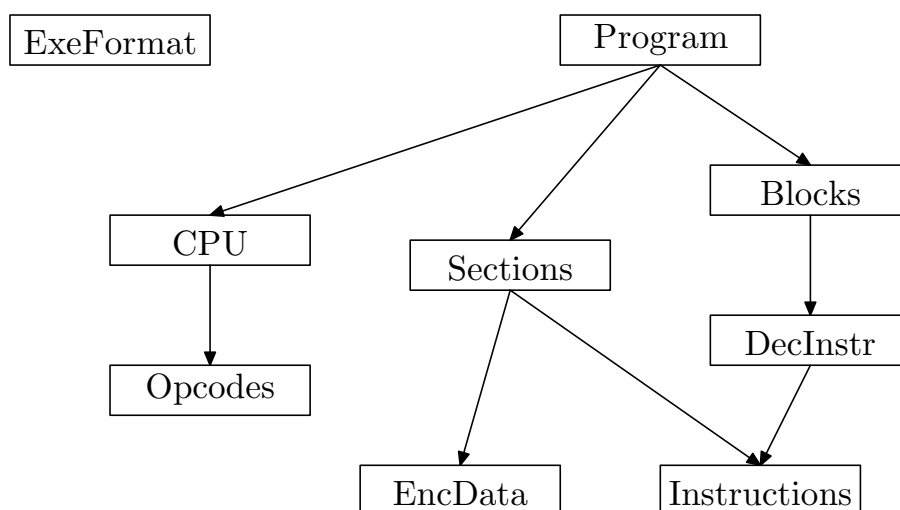 ExeFormat
Program
Blocks
CPU
Sections
DecInstr
Opcodes
EncData
Instructions